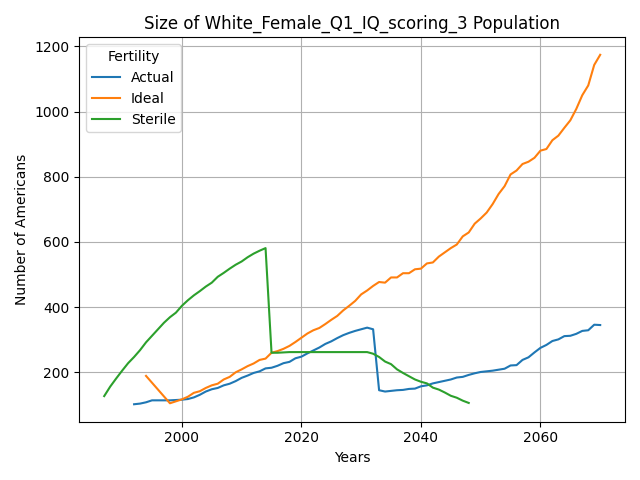 Size of White_Female_Q1_IQ_scoring_3 Population
Fertility
Actual
Ideal
Sterile
Number of Americans
1200
1000
800
600
400
200
2000
2020
2040
2060
Years